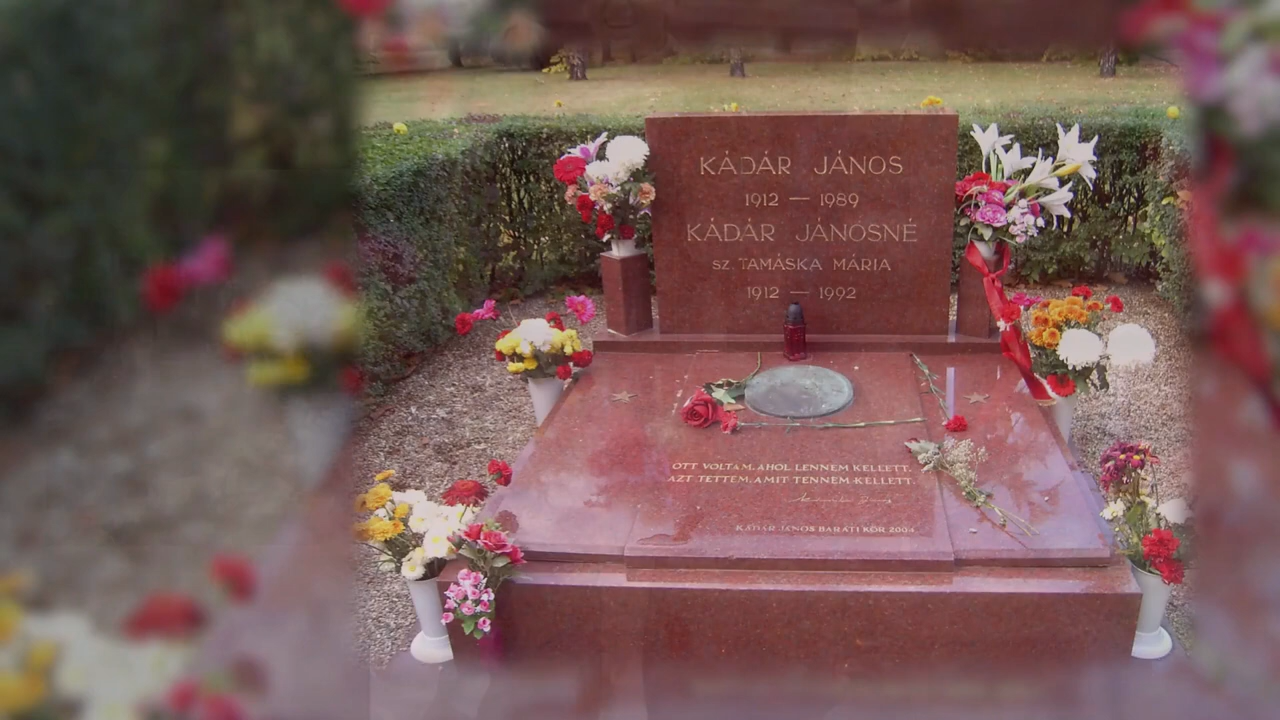 KÁDÁR JÁNOS
1912 — 1989
KÁDÁR JÁNOSNÉ
SZ. TAMÁSKA MÁRIA
1912 — 1992
OTT VOLTAM, AHOL LENNEM KELLETT.
AZT TETTEM, AMIT TENNEM KELLETT.
KÁDÁR JÁNOS BARÁTI KÖR 2004